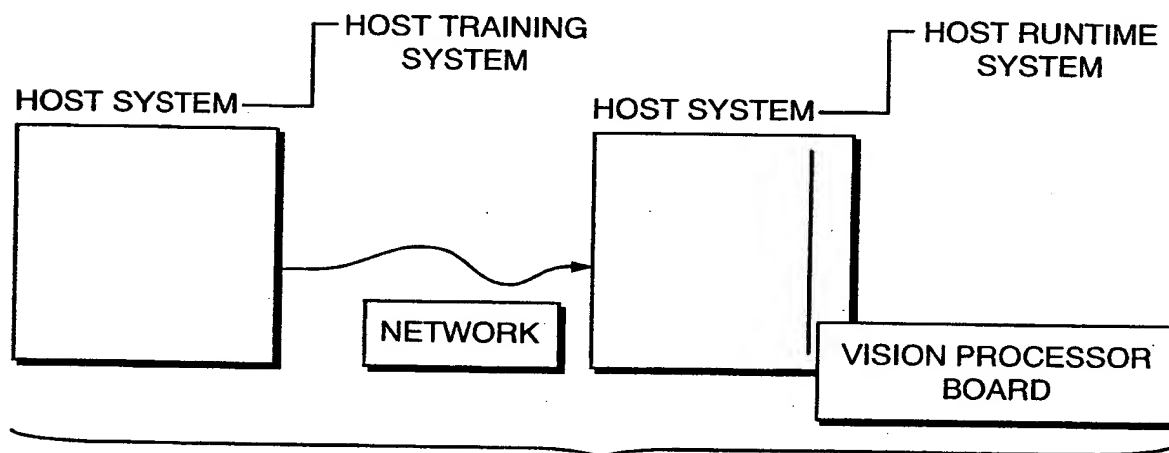 HOST TRAINING
SYSTEM
HOST RUNTIME
SYSTEM
HOST SYSTEM
HOST SYSTEM
NETWORK
VISION PROCESSOR
BOARD